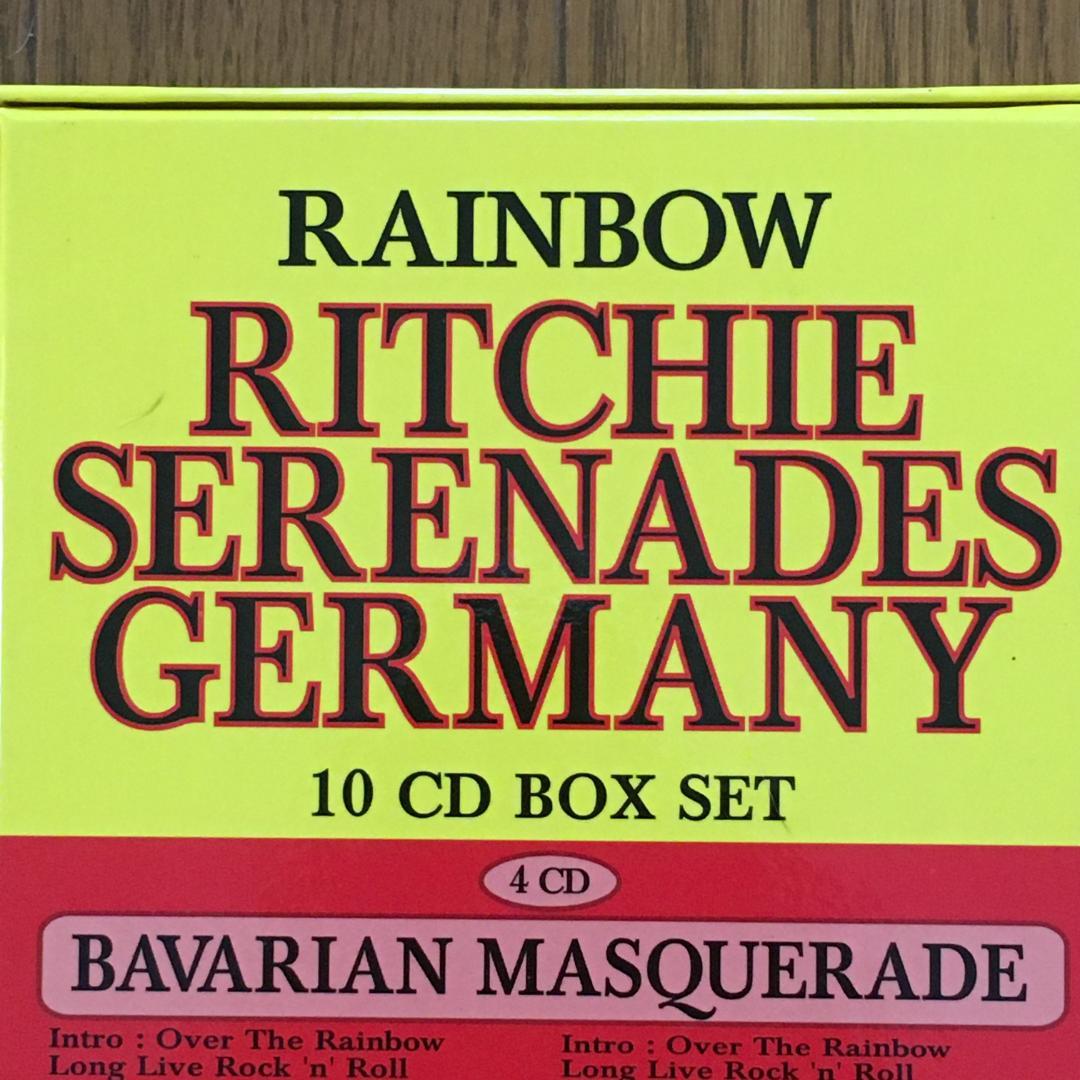 RAINBOW
RITCHIE
SERENADES
GERMANY
10 CD BOX SET
4 CD
BAVARIAN MASQUERADE
Intro : Over The Rainbow
Long Live Rock 'n' Roll
Intro : Over The Rainbow
Long Live Rock 'n' Roll